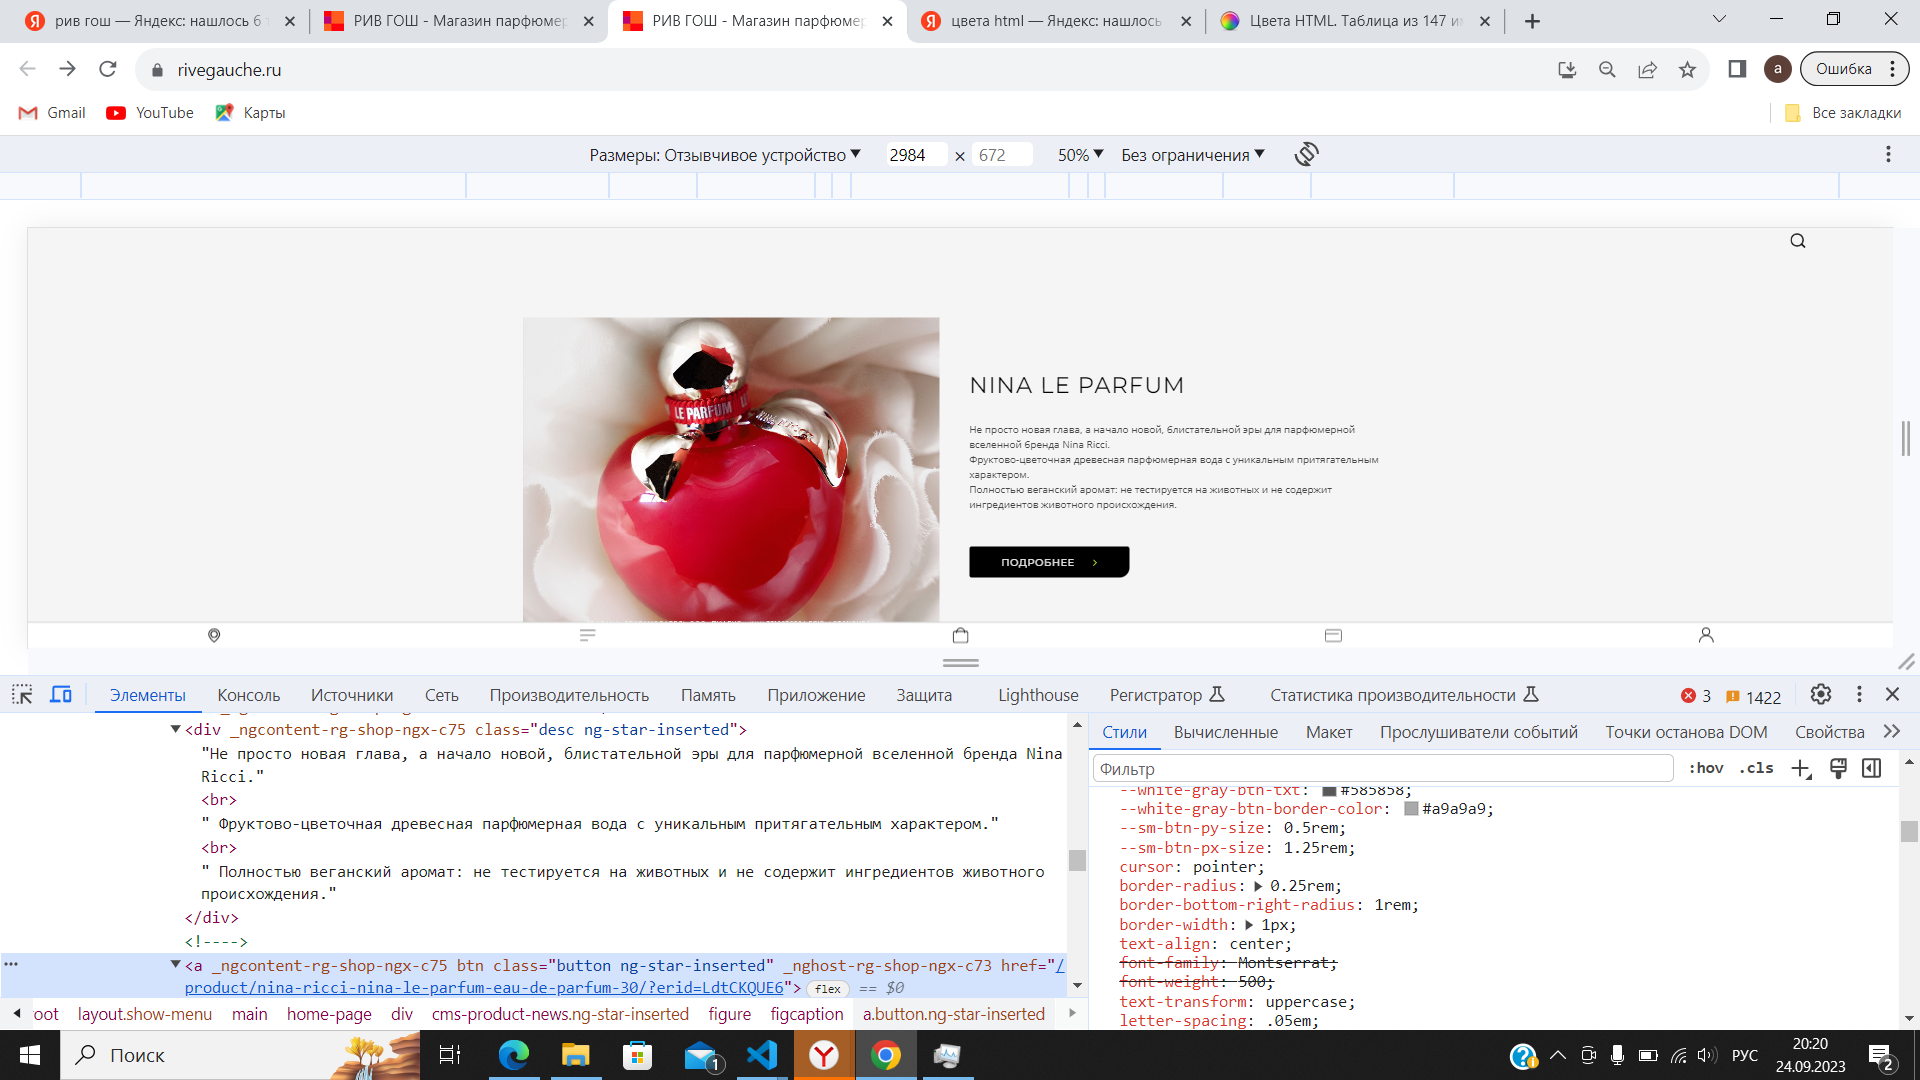 рив гош — Яндекс: нашлось 6
РИВ ГОШ - Магазин парфюмер
РИВ ГОШ - Магазин парфюмер
цвета html — Яндекс: нашлось
Цвета HTML. Таблица из 147 и
rivegauche.ru
a
Ошибка
Gmail
YouTube
Карты
Все закладки
Размеры: Отзывчивое устройство
2984 × 672
50%
Без ограничения
LE PARFUM
NINA LE PARFUM
Не просто новая глава, а начало новой, блистательной эры для парфюмерной
вселенной бренда Nina Ricci.
Фруктово-цветочная древесная парфюмерная вода с уникальным притягательным
характером.
Полностью веганский аромат: не тестируется на животных и не содержит
ингредиентов животного происхождения.
ПОДРОБНЕЕ
Элементы
Консоль
Источники
Сеть
Производительность
Память
Приложение
Защита
Lighthouse
Регистратор
Статистика производительности
3
1422
<div _ngcontent-rg-shop-ngx-c75 class="desc ng-star-inserted">
"Не просто новая глава, а начало новой, блистательной эры для парфюмерной вселенной бренда Nina
Ricci."
<br>
" Фруктово-цветочная древесная парфюмерная вода с уникальным притягательным характером."
<br>
" Полностью веганский аромат: не тестируется на животных и не содержит ингредиентов животного
происхождения."
</div>
<!---->
<a _ngcontent-rg-shop-ngx-c75 btn class="button ng-star-inserted" _nghost-rg-shop-ngx-c73 href="/
product/nina-ricci-nina-le-parfum-eau-de-parfum-30/?erid=LdtCKQUE6"> flex == $0
oot
layout.show-menu
main
home-page
div
cms-product-news.ng-star-inserted
figure
figcaption
a.button.ng-star-inserted
Стили
Вычисленные
Макет
Прослушиватели событий
Точки останова DOM
Свойства
Фильтр
:hov
.cls
--white-gray-btn-txt: #585858;
--white-gray-btn-border-color: #a9a9a9;
--sm-btn-py-size: 0.5rem;
--sm-btn-px-size: 1.25rem;
cursor: pointer;
border-radius: 0.25rem;
border-bottom-right-radius: 1rem;
border-width: 1px;
text-align: center;
font-family: Montserrat;
font-weight: 500;
text-transform: uppercase;
letter-spacing: .05em;
Поиск
1
РУС
20:20
24.09.2023
2